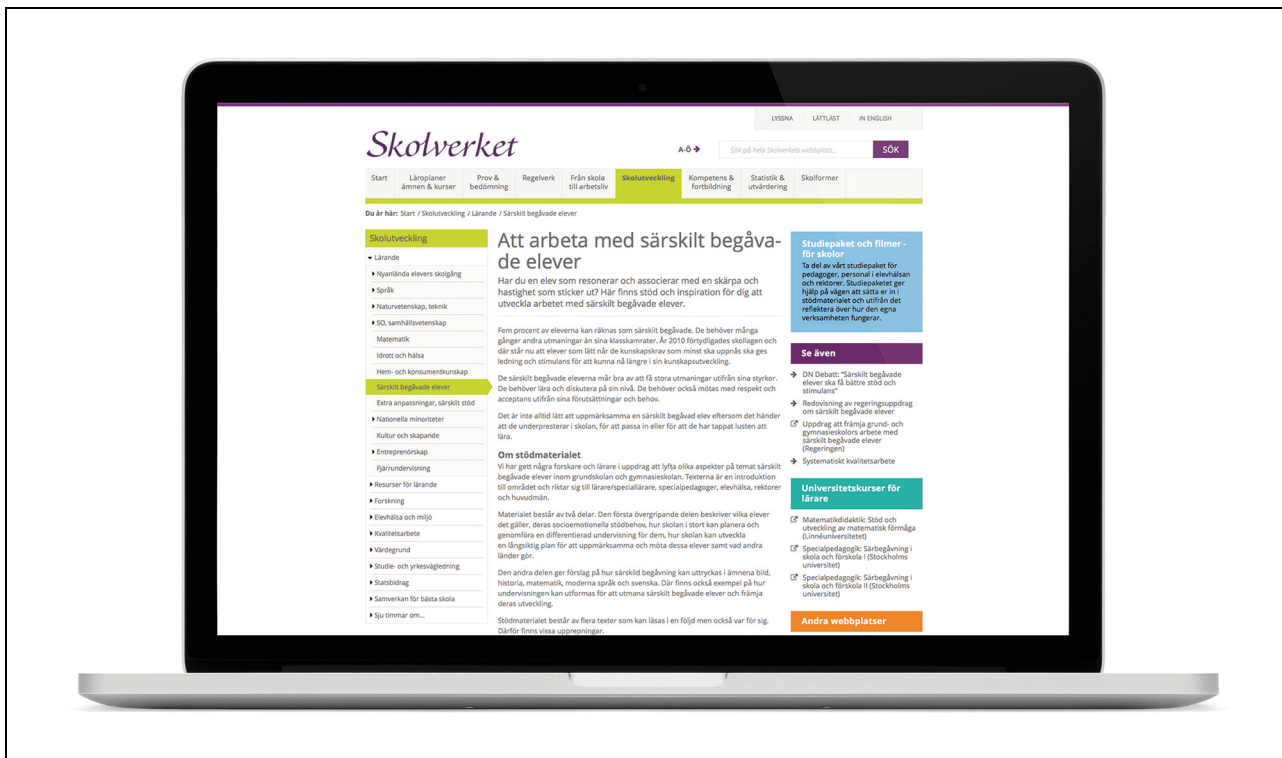 LYSSNA LÄTTLÄST IN ENGLISH
Skolverket
A-Ö
Sök på hela Skolverkets webbplats...
SÖK
Start
Läroplaner ämnen & kurser
Prov & bedömning
Regelverk
Från skola till arbetsliv
Skolutveckling
Kompetens & fortbildning
Statistik & utvärdering
Skolformer
Du är här: Start / Skolutveckling / Lärande / Särskilt begåvade elever
Skolutveckling
Lärande
Nyanlända elevers skolgång
Språk
Naturvetenskap, teknik
SO, samhällsvetenskap
Matematik
Idrott och hälsa
Hem- och konsumentkunskap
Särskilt begåvade elever
Extra anpassningar, särskilt stöd
Nationella minoriteter
Kultur och skapande
Entreprenörskap
Fjärrundervisning
Resurser för lärande
Forskning
Elevhälsa och miljö
Kvalitetsarbete
Värdegrund
Studie- och yrkesvägledning
Statsbidrag
Samverkan för bästa skola
Sju timmar om...
Att arbeta med särskilt begåva-
de elever
Har du en elev som resonerar och associerar med en skärpa och
hastighet som sticker ut? Här finns stöd och inspiration för dig att
utveckla arbetet med särskilt begåvade elever.
Fem procent av eleverna kan räknas som särskilt begåvade. De behöver många
gånger andra utmaningar än sina klasskamrater. År 2010 förtydligades skollagen och
där står nu att elever som lätt når de kunskapskrav som minst ska uppnås ska ges
ledning och stimulans för att kunna nå längre i sin kunskapsutveckling.
De särskilt begåvade eleverna mår bra av att få stora utmaningar utifrån sina styrkor.
De behöver lära och diskutera på sin nivå. De behöver också mötas med respekt och
acceptans utifrån sina förutsättningar och behov.
Det är inte alltid lätt att uppmärksamma en särskilt begåvad elev eftersom det händer
att de underpresterar i skolan, för att passa in eller för att de har tappat lusten att
lära.
Om stödmaterialet
Vi har gett några forskare och lärare i uppdrag att lyfta olika aspekter på temat särskilt
begåvade elever inom grundskolan och gymnasieskolan. Texterna är en introduktion
till området och riktar sig till lärare/speciallärare, specialpedagoger, elevhälsa, rektorer
och huvudmän.
Materialet består av två delar. Den första övergripande delen beskriver vilka elever
det gäller, deras socioemotionella stödbehov, hur skolan i stort kan planera och
genomföra en differentierad undervisning för dem, hur skolan kan utveckla
en långsiktig plan för att uppmärksamma och möta dessa elever samt vad andra
länder gör.
Den andra delen ger förslag på hur särskild begåvning kan uttryckas i ämnena bild,
historia, matematik, moderna språk och svenska. Där finns också exempel på hur
undervisningen kan utformas för att utmana särskilt begåvade elever och främja
deras utveckling.
Stödmaterialet består av flera texter som kan läsas i en följd men också var för sig.
Därför finns vissa upprepningar.
Studiepaket och filmer -
för skolor
Ta del av vårt studiepaket för
pedagoger, personal i elevhälsan
och rektorer. Studiepaketet ger
hjälp på vägen att sätta er in i
stödmaterialet och utifrån det
reflektera över hur den egna
verksamheten fungerar.
Se även
DN Debatt: "Särskilt begåvade
elever ska få bättre stöd och
stimulans"
Redovisning av regeringsuppdrag
om särskilt begåvade elever
Uppdrag att främja grund- och
gymnasieskolors arbete med
särskilt begåvade elever
(Regeringen)
Systematiskt kvalitetsarbete
Universitetskurser för
lärare
Matematikdidaktik: Stöd och
utveckling av matematisk förmåga
(Linnéuniversitetet)
Specialpedagogik: Särbegåvning i
skola och förskola I (Stockholms
universitet)
Specialpedagogik: Särbegåvning i
skola och förskola II (Stockholms
universitet)
Andra webbplatser